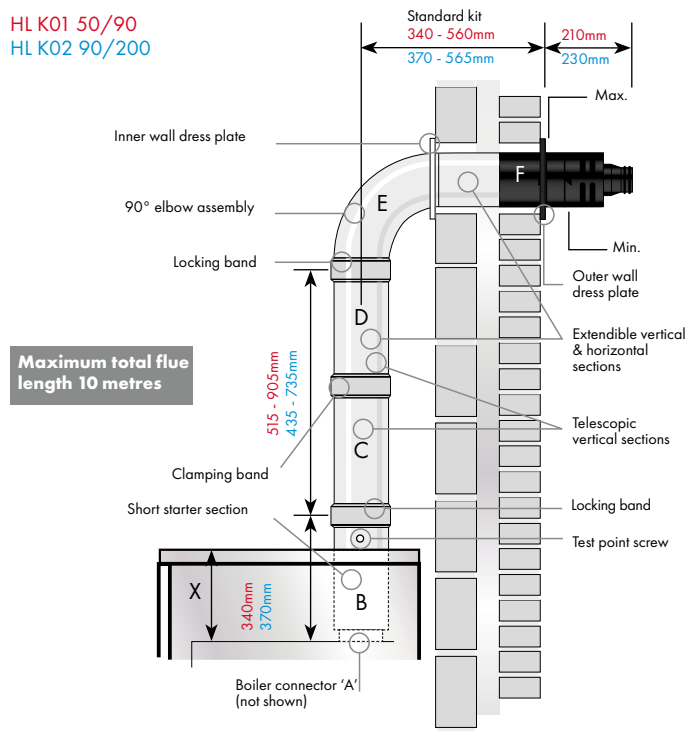 HL K01 50/90
HL K02 90/200
Standard kit
340 - 560mm
370 - 565mm
210mm
230mm
Max.
Inner wall dress plate
F
E
90° elbow assembly
Min.
Locking band
Outer wall
dress plate
D
Extendible vertical
& horizontal
sections
Maximum total flue
length 10 metres
515 - 905mm
435 - 735mm
Telescopic
vertical sections
C
Clamping band
Short starter section
Locking band
Test point screw
X
340mm
370mm
B
Boiler connector ‘A’
(not shown)